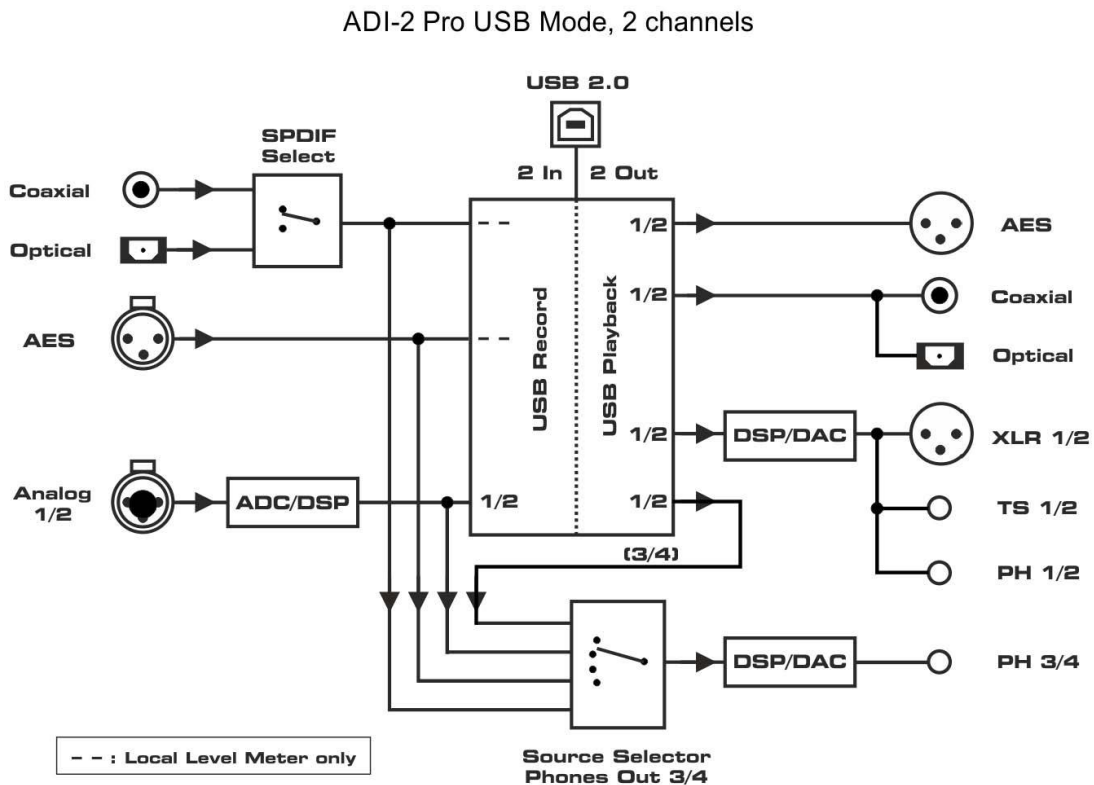 ADI-2 Pro USB Mode, 2 channels
USB 2.0
SPDIF
Select
2 In
2 Out
Coaxial
Optical
AES
Analog
1/2
ADC/DSP
- -
- -
1/2
USB Record
USB Playback
1/2
1/2
1/2
1/2
(3/4)
DSP/DAC
AES
Coaxial
Optical
XLR 1/2
TS 1/2
PH 1/2
DSP/DAC
PH 3/4
Source Selector
Phones Out 3/4
- - : Local Level Meter only